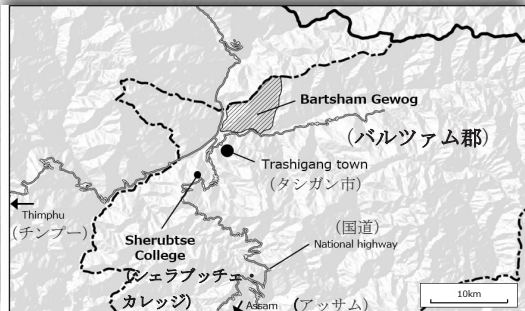 Bartsham Gewog
(バルツァム郡)
Trashigang town
(タシガン市)
Thimphu
(チンプー)
Sherubtse
College
(シェラブッチェ
カレッジ)
(国道)
National highway
Assam (アッサム)
10km